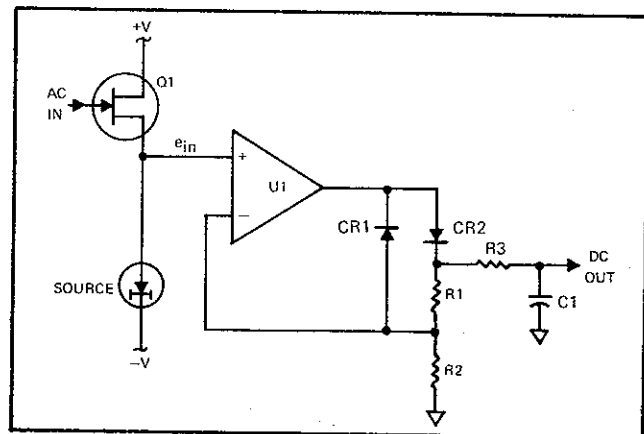 +V
Q1
AC
IN
e_in
+
U1
−
CR1
CR2
R3
DC
OUT
SOURCE
R1
C1
−V
R2